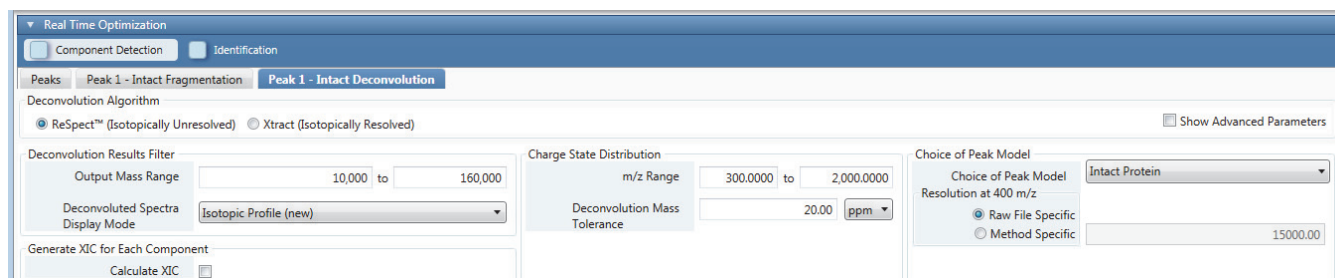 Real Time Optimization
Component Detection Identification
Peaks Peak 1 - Intact Fragmentation Peak 1 - Intact Deconvolution
Deconvolution Algorithm
ReSpect™ (Isotopically Unresolved) Xtract (Isotopically Resolved) Show Advanced Parameters
Deconvolution Results Filter
Output Mass Range 10,000 to 160,000
Deconvoluted Spectra
Display Mode Isotopic Profile (new)
Generate XIC for Each Component
Calculate XIC
Charge State Distribution
m/z Range 300.0000 to 2,000.0000
Deconvolution Mass
Tolerance 20.00 ppm
Choice of Peak Model
Choice of Peak Model Intact Protein
Resolution at 400 m/z
Raw File Specific
Method Specific 15000.00